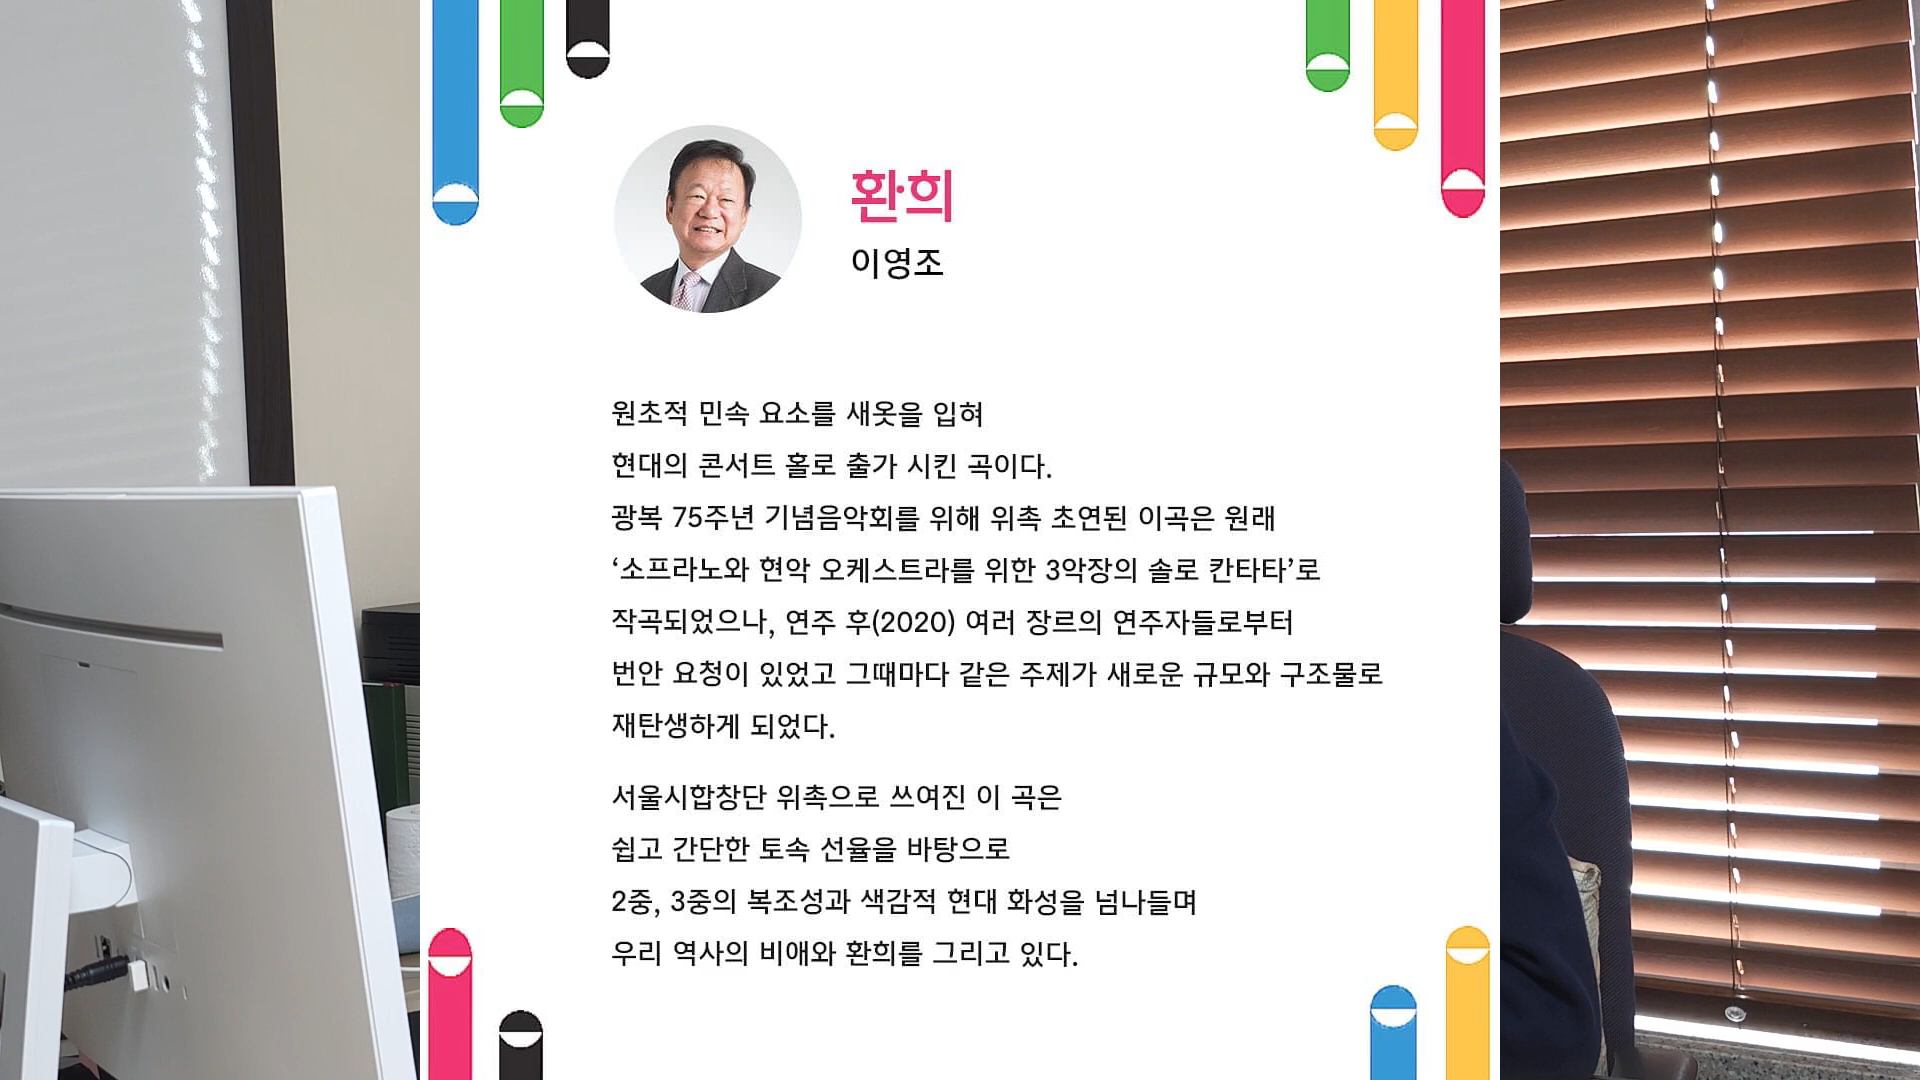 환희
이영조
원초적 민속 요소를 새옷을 입혀
현대의 콘서트 홀로 출가 시킨 곡이다.
광복 75주년 기념음악회를 위해 위촉 초연된 이곡은 원래
‘소프라노와 현악 오케스트라를 위한 3악장의 솔로 칸타타’로
작곡되었으나, 연주 후(2020) 여러 장르의 연주자들로부터
번안 요청이 있었고 그때마다 같은 주제가 새로운 규모와 구조물로
재탄생하게 되었다.
서울시합창단 위촉으로 쓰여진 이 곡은
쉽고 간단한 토속 선율을 바탕으로
2중, 3중의 복조성과 색감적 현대 화성을 넘나들며
우리 역사의 비애와 환희를 그리고 있다.